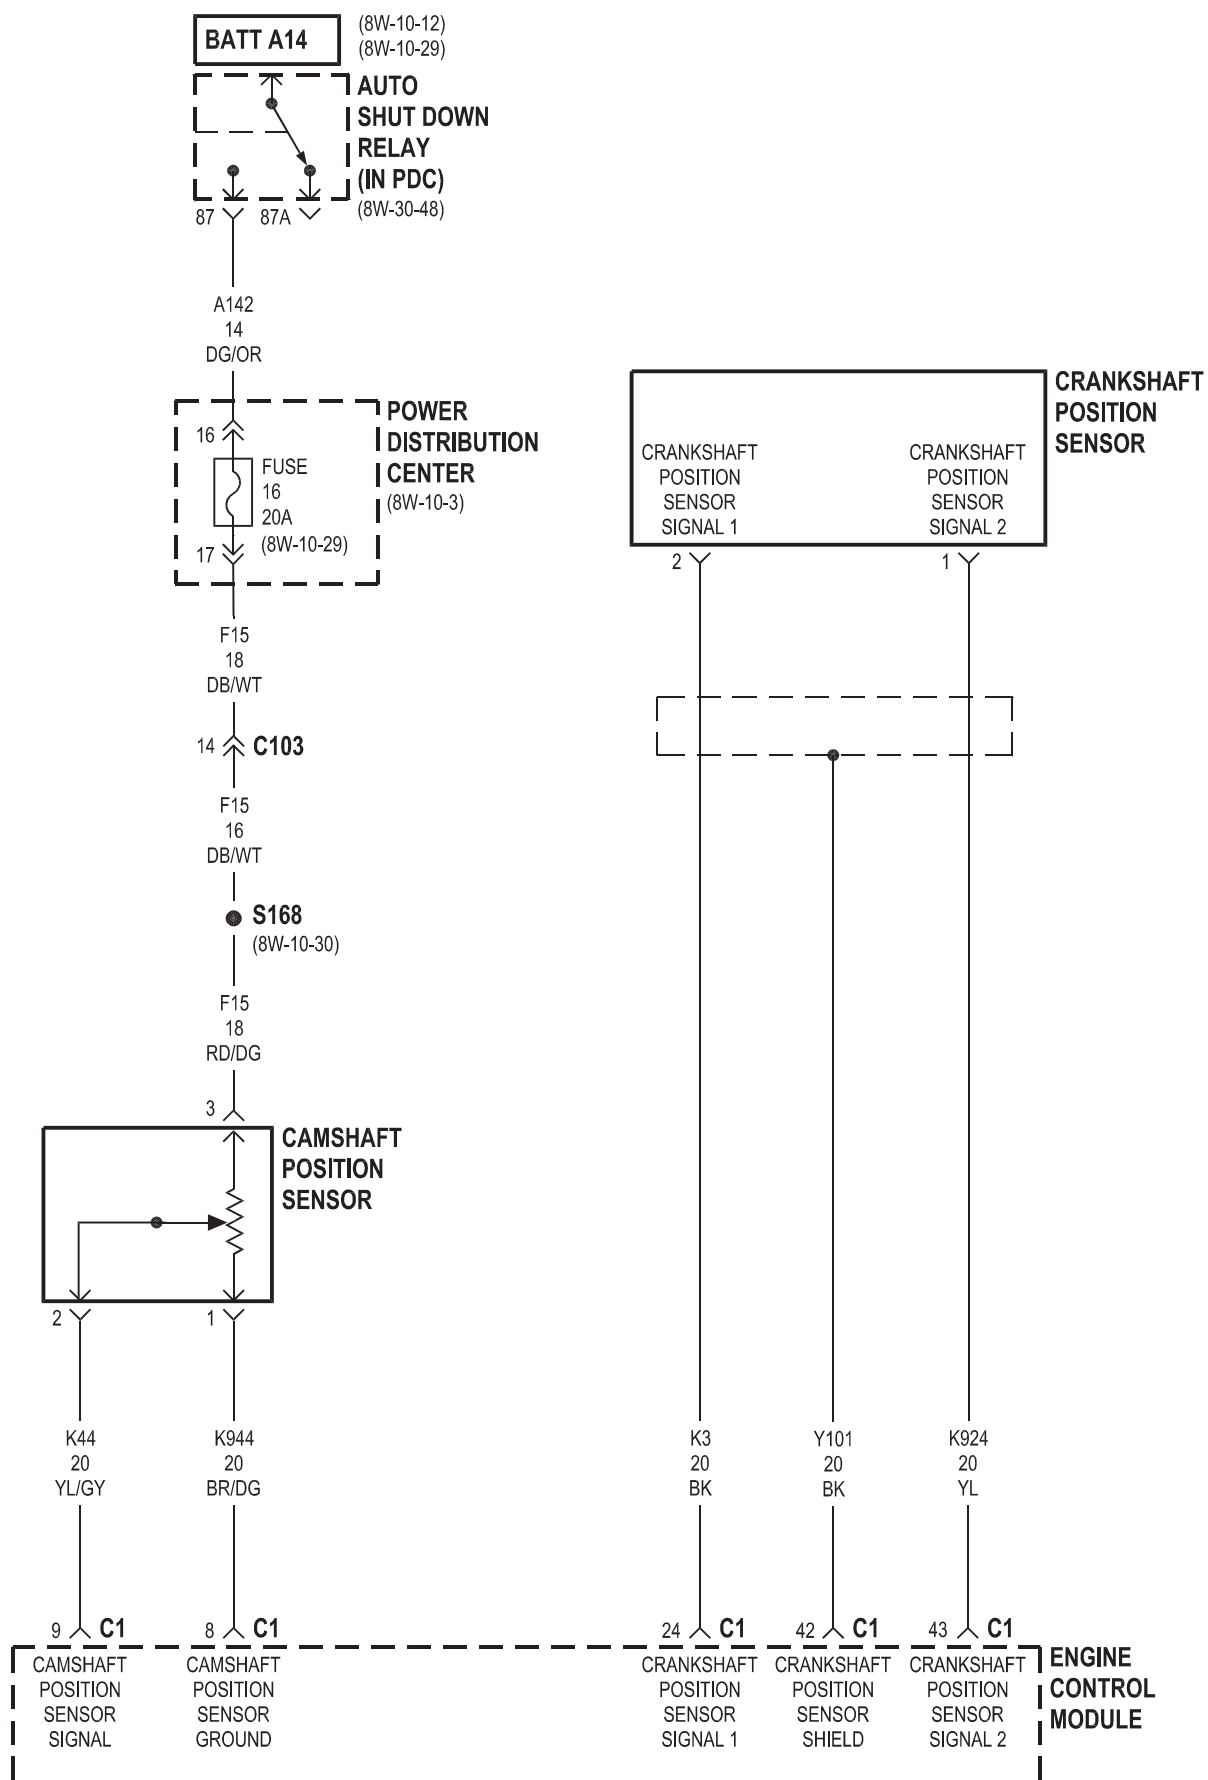 BATT A14
(8W-10-12)
(8W-10-29)
AUTO
SHUT DOWN
RELAY
(IN PDC)
(8W-30-48)
87
87A
A142
14
DG/OR
POWER
DISTRIBUTION
CENTER
(8W-10-3)
16
FUSE
16
20A
(8W-10-29)
17
F15
18
DB/WT
14
C103
F15
16
DB/WT
S168
(8W-10-30)
F15
18
RD/DG
3
CAMSHAFT
POSITION
SENSOR
2
1
K44
20
YL/GY
K944
20
BR/DG
9
C1
8
C1
CRANKSHAFT
POSITION
SENSOR
CRANKSHAFT
POSITION
SENSOR
SIGNAL 1
CRANKSHAFT
POSITION
SENSOR
SIGNAL 2
2
1
K3
20
BK
Y101
20
BK
K924
20
YL
24
C1
42
C1
43
C1
CAMSHAFT
POSITION
SENSOR
SIGNAL
CAMSHAFT
POSITION
SENSOR
GROUND
CRANKSHAFT
POSITION
SENSOR
SIGNAL 1
CRANKSHAFT
POSITION
SENSOR
SHIELD
CRANKSHAFT
POSITION
SENSOR
SIGNAL 2
ENGINE
CONTROL
MODULE